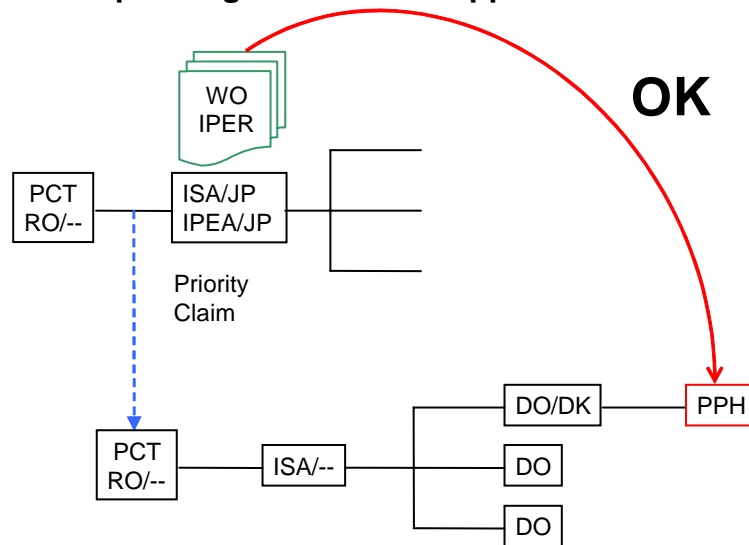 OK
WO
IPER
PCT
RO/--
ISA/JP
IPEA/JP
Priority
Claim
DO/DK
PPH
PCT
RO/--
ISA/--
DO
DO